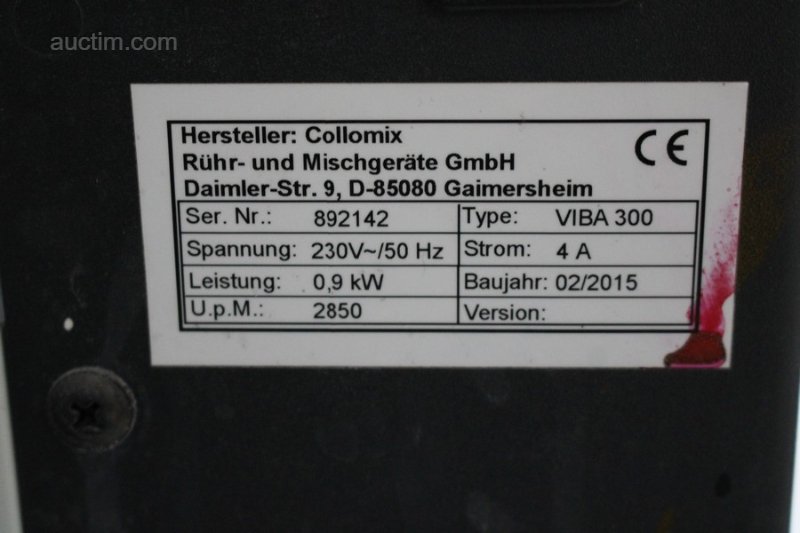 auctim.com
Hersteller: Collomix
Rühr- und Mischgeräte GmbH
Daimler-Str. 9, D-85080 Gaimersheim
CE
Ser. Nr.: 892142 Type: VIBA 300
Spannung: 230V~/50 Hz Strom: 4 A
Leistung: 0,9 kW Baujahr: 02/2015
U.p.M.: 2850 Version: